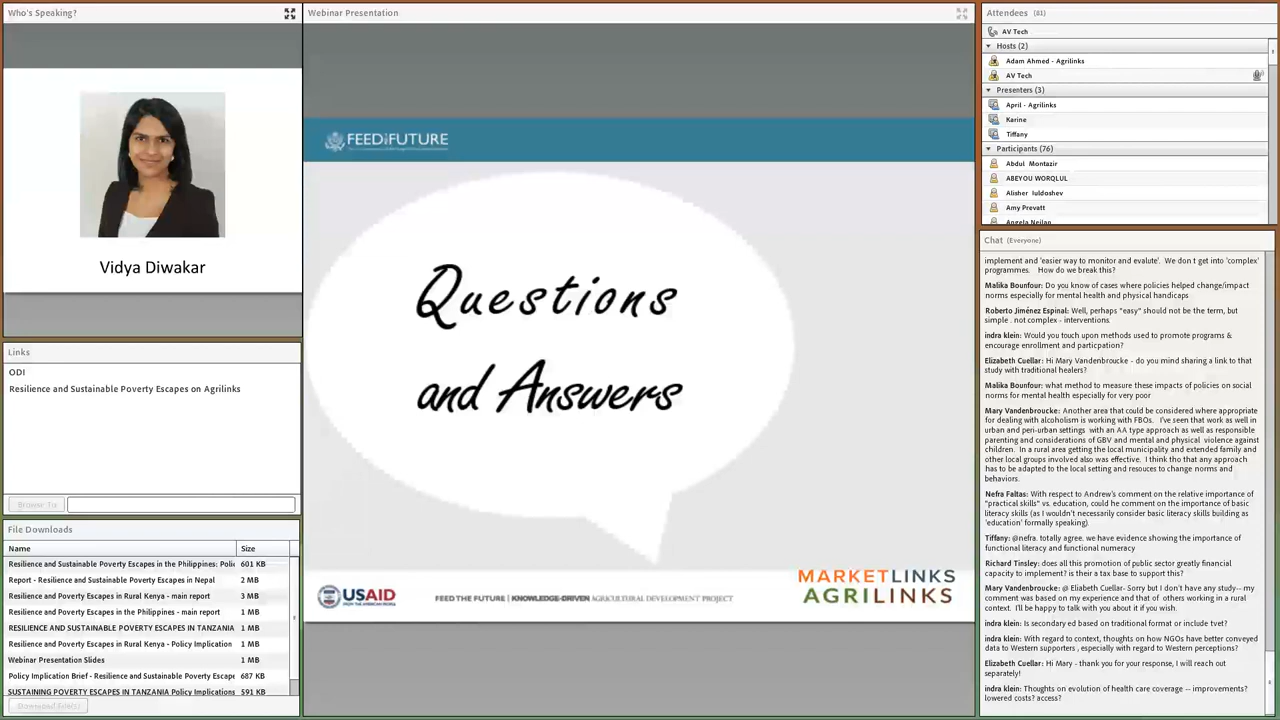 Who's Speaking?
Vidya Diwakar
Links
ODI
Resilience and Sustainable Poverty Escapes on Agrilinks
Browse To
File Downloads
Name
Size
Resilience and Sustainable Poverty Escapes in the Philippines: Polic
601 KB
Report - Resilience and Sustainable Poverty Escapes in Nepal
2 MB
Resilience and Poverty Escapes in Rural Kenya - main report
3 MB
Resilience and Poverty Escapes in the Philippines - main report
1 MB
RESILIENCE AND SUSTAINABLE POVERTY ESCAPES IN TANZANIA
1 MB
Resilience and Poverty Escapes in Rural Kenya - Policy Implication
1 MB
Webinar Presentation Slides
1 MB
Policy Implication Brief - Resilience and Sustainable Poverty Escape
687 KB
SUSTAINING POVERTY ESCAPES IN TANZANIA Policy Implications
591 KB
Download File(s)
Webinar Presentation
FEED THE FUTURE
Questions
and Answers
USAID
FROM THE AMERICAN PEOPLE
FEED THE FUTURE | KNOWLEDGE-DRIVEN AGRICULTURAL DEVELOPMENT PROJECT
MARKETLINKS
AGRILINKS
Attendees (81)
AV Tech
Hosts (2)
Adam Ahmed - Agrilinks
AV Tech
Presenters (3)
April - Agrilinks
Karine
Tiffany
Participants (76)
Abdul Montazir
ABEYOU WORQLUL
Alisher Iuldoshev
Amy Prevatt
Angela Neilan
Chat (Everyone)
implement and 'easier way to monitor and evalute'. We don t get into 'complex'
programmes. How do we break this?
Malika Bounfour: Do you know of cases where policies helped change/impact
norms especially for mental health and physical handicaps
Roberto Jiménez Espinal: Well, perhaps "easy" should not be the term, but
simple . not complex - interventions.
indra klein: Would you touch upon methods used to promote programs &
encourage enrollment and particpation?
Elizabeth Cuellar: Hi Mary Vandenbroucke - do you mind sharing a link to that
study with traditional healers?
Malika Bounfour: what method to measure these impacts of policies on social
norms for mental health especially for very poor
Mary Vandenbroucke: Another area that could be considered where appropriate
for dealing with alcoholism is working with FBOs. I've seen that work as well in
urban and peri-urban settings with an AA type approach as well as responsible
parenting and considerations of GBV and mental and physical violence against
children. In a rural area getting the local municipality and extended family and
other local groups involved also was effective. I think tho that any approach
has to be adapted to the local setting and resouces to change norms and
behaviors.
Nefra Faltas: With respect to Andrew's comment on the relative importance of
"practical skills" vs. education, could he comment on the importance of basic
literacy skills (as I wouldn't necessarily consider basic literacy skills building as
'education' formally speaking).
Tiffany: @nefra. totally agree. we have evidence showing the importance of
functional literacy and functional numeracy
Richard Tinsley: does all this promotion of public sector greatly financial
capacity to implement? is their a tax base to support this?
Mary Vandenbroucke: @ Eliabeth Cuellar- Sorry but I don't have any study-- my
comment was based on my experience and that of others working in a rural
context. I'll be happy to talk with you about it if you wish.
indra klein: Is secondary ed based on traditional format or include tvet?
indra klein: With regard to context, thoughts on how NGOs have better conveyed
data to Western supporters , especially with regard to Western perceptions?
Elizabeth Cuellar: Hi Mary - thank you for your response, I will reach out
separately!
indra klein: Thoughts on evolution of health care coverage -- improvements?
lowered costs? access?